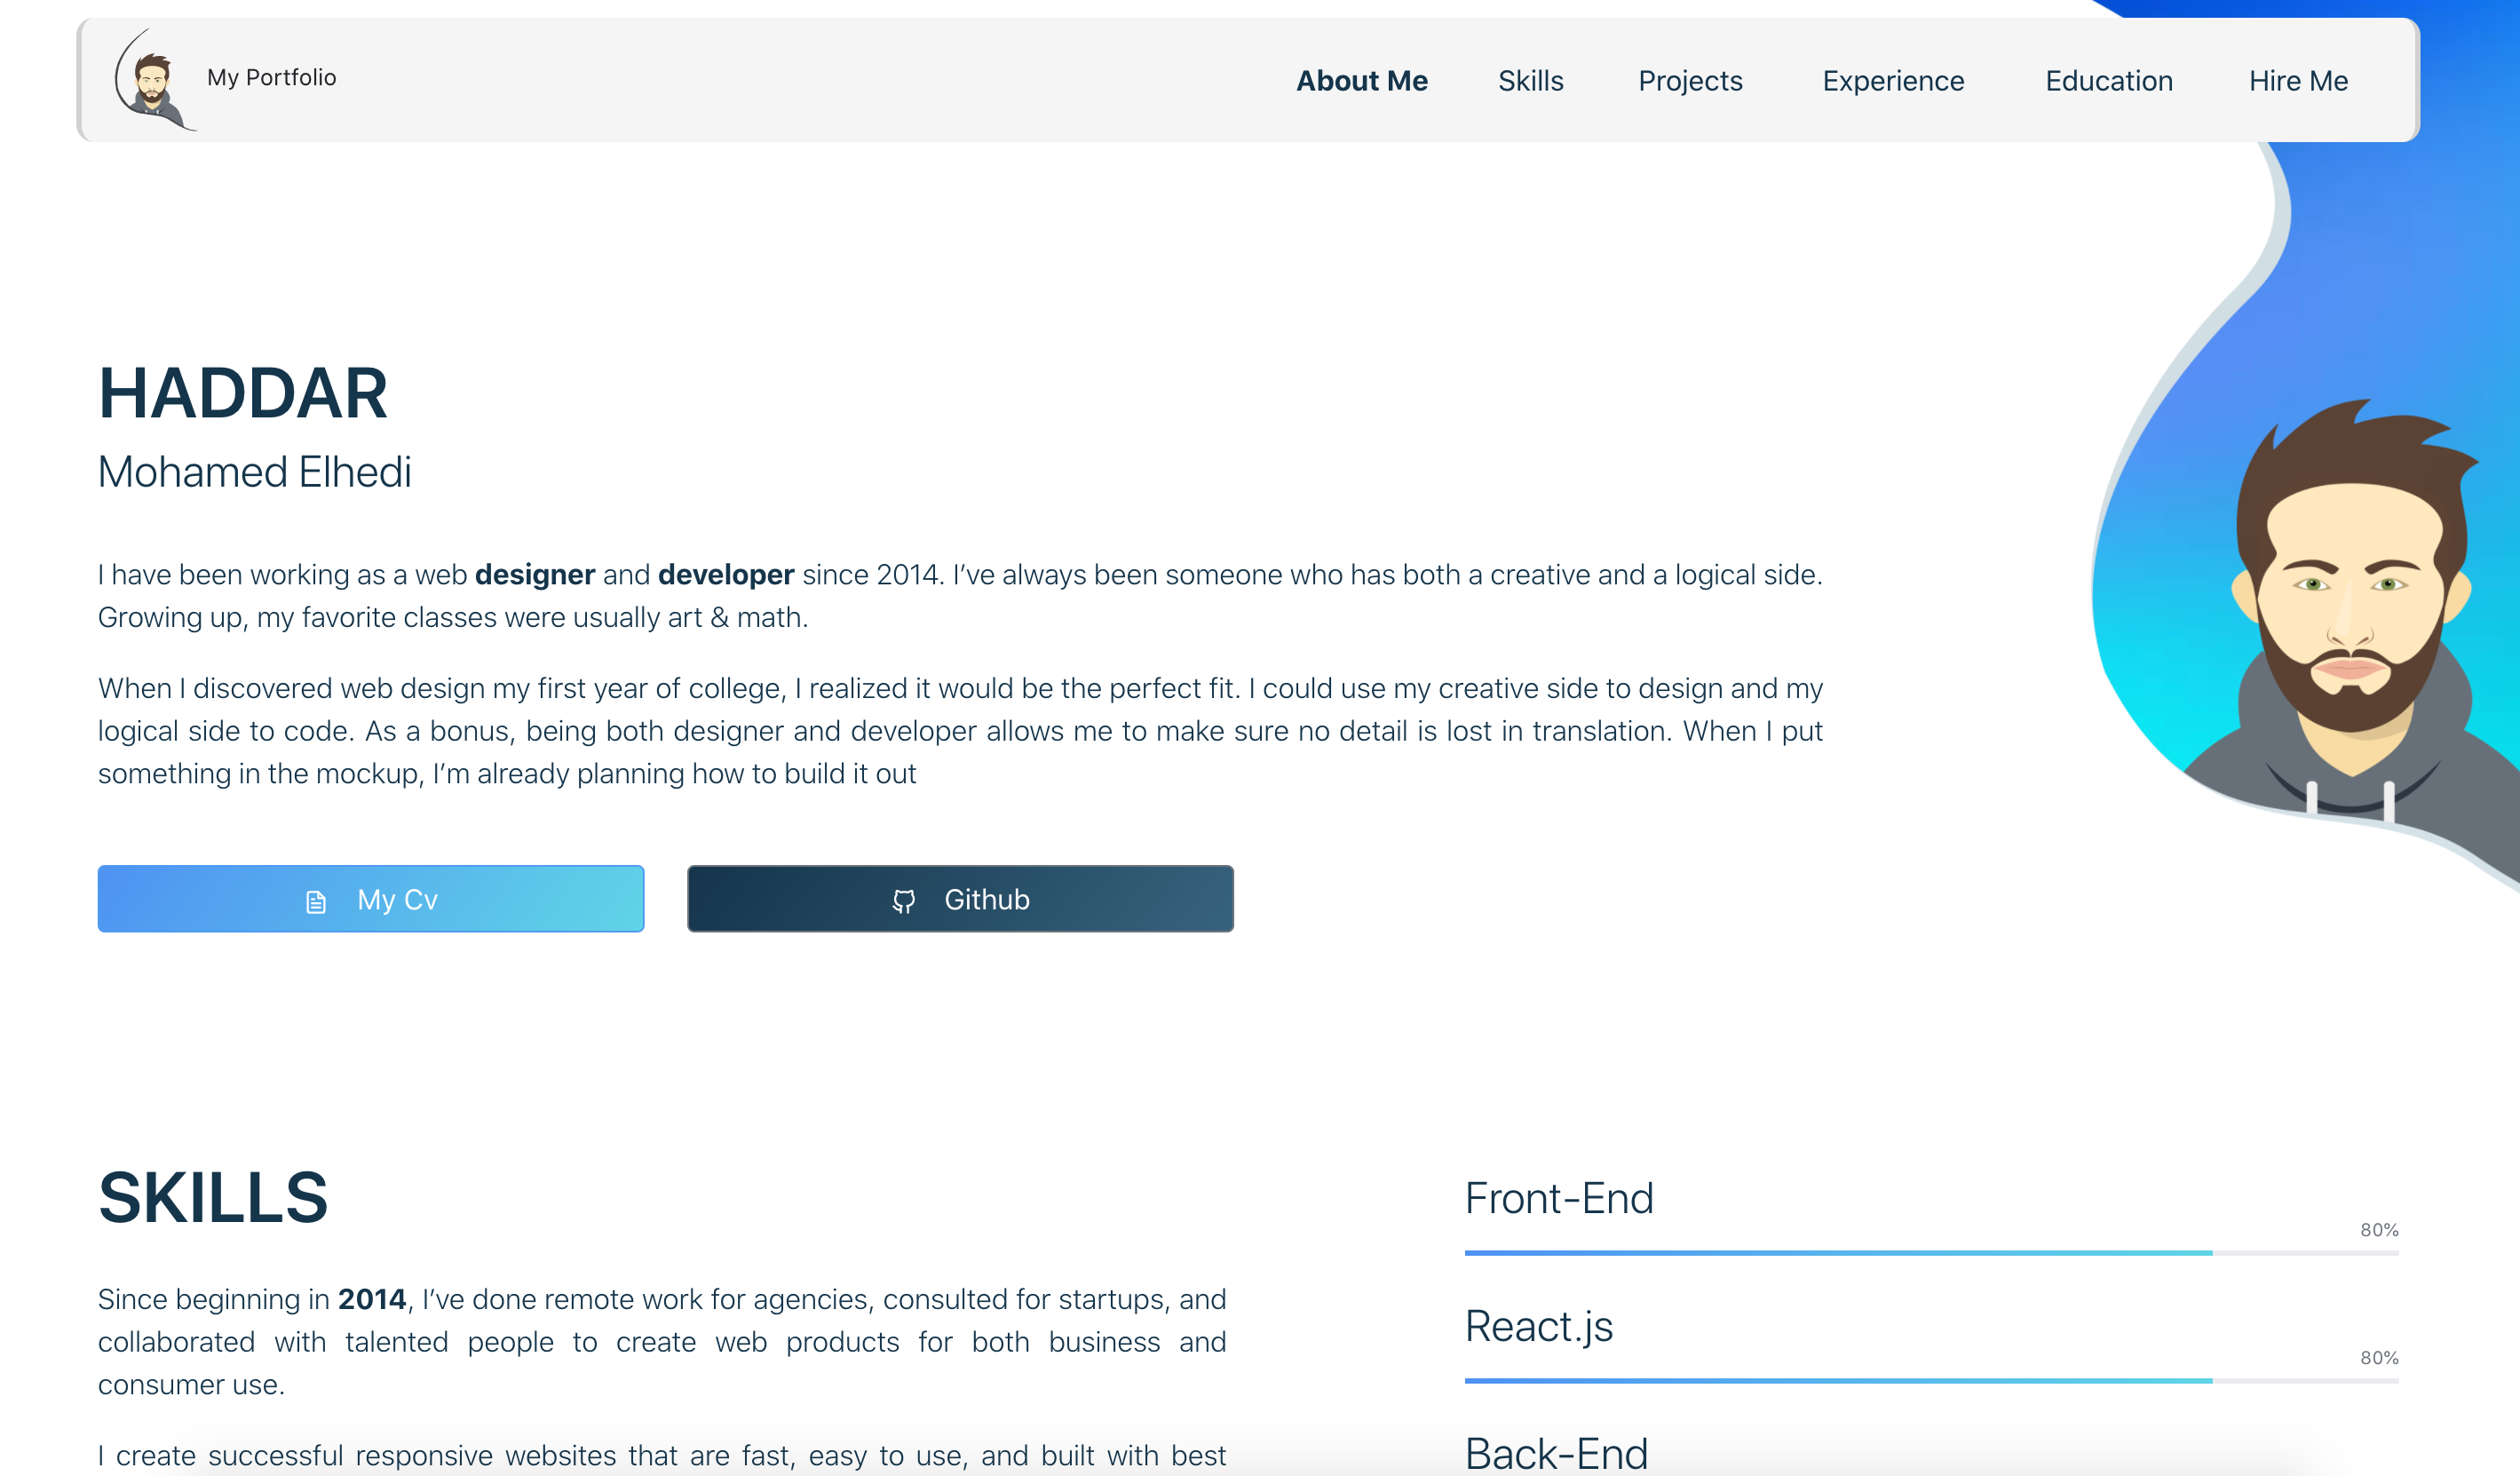 My Portfolio
About Me Skills Projects Experience Education Hire Me
HADDAR
Mohamed Elhedi
I have been working as a web designer and developer since 2014. I’ve always been someone who has both a creative and a logical side.
Growing up, my favorite classes were usually art & math.
When I discovered web design my first year of college, I realized it would be the perfect fit. I could use my creative side to design and my
logical side to code. As a bonus, being both designer and developer allows me to make sure no detail is lost in translation. When I put
something in the mockup, I’m already planning how to build it out
My Cv
Github
SKILLS
Since beginning in 2014, I’ve done remote work for agencies, consulted for startups, and
collaborated with talented people to create web products for both business and
consumer use.
I create successful responsive websites that are fast, easy to use, and built with best
Front-End
80%
React.js
80%
Back-End